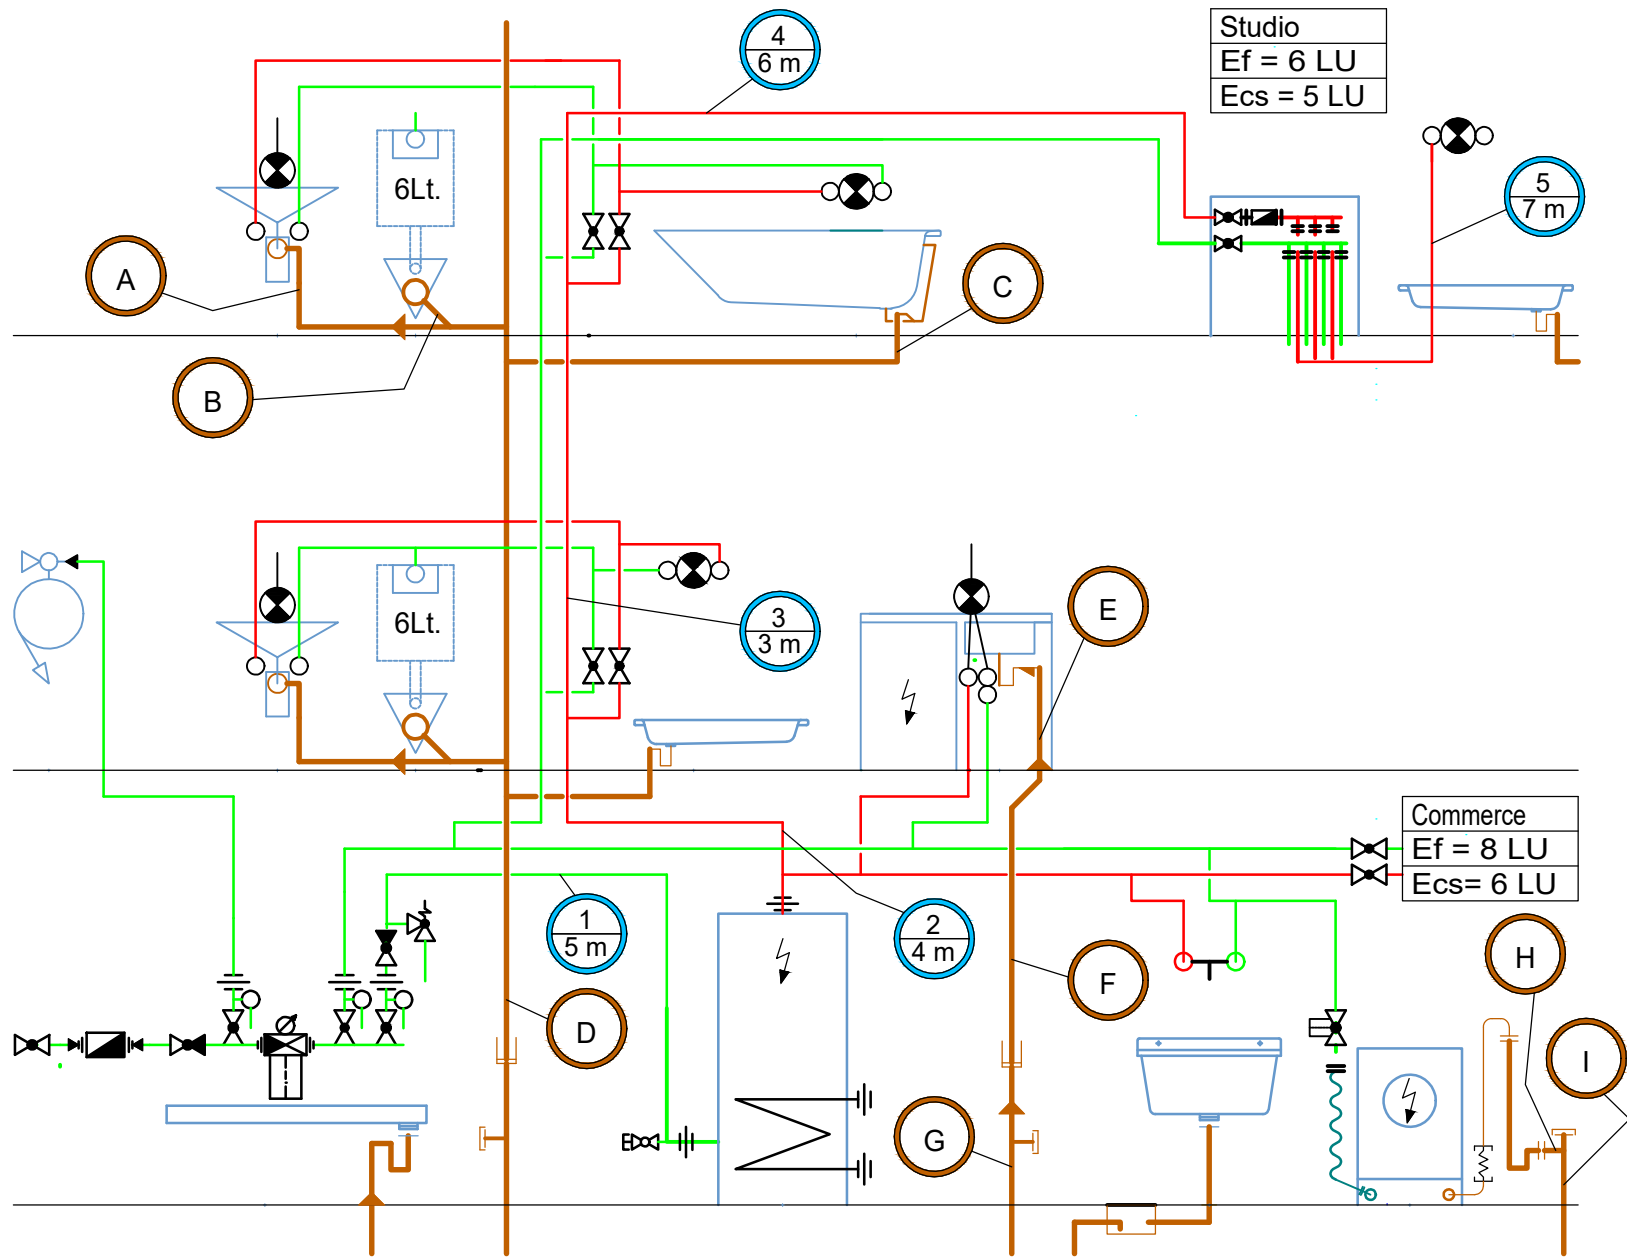 4
6 m
Studio
Ef = 6 LU
Ecs = 5 LU
6Lt.
5
7 m
A
C
B
6Lt.
3
3 m
E
Commerce
Ef = 8 LU
Ecs= 6 LU
1
5 m
2
4 m
H
F
D
I
G